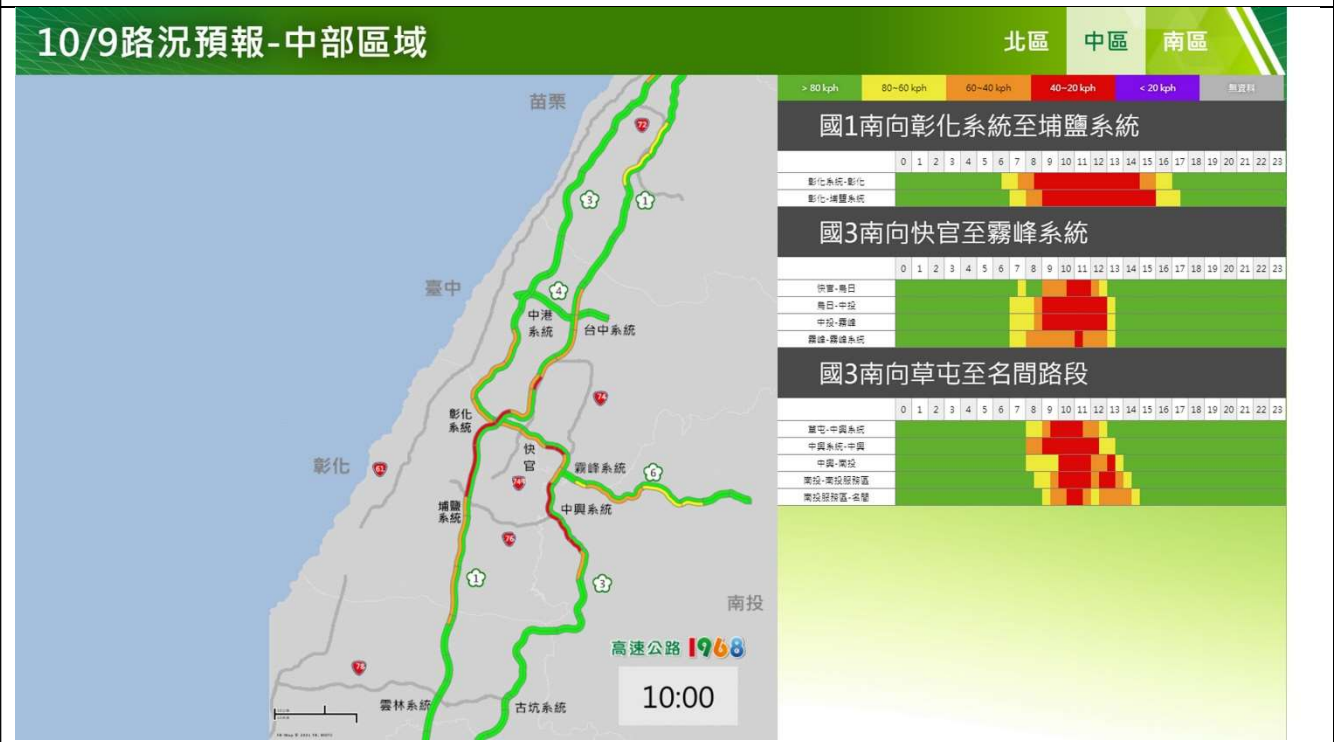 10/9路況預報-中部區域
北區 中區 南區
> 80 kph 80~60 kph 60~40 kph 40~20 kph < 20 kph 無資料
國1南向彰化系統至埔鹽系統
0 1 2 3 4 5 6 7 8 9 10 11 12 13 14 15 16 17 18 19 20 21 22 23
彰化系統-彰化
彰化-埔鹽系統
國3南向快官至霧峰系統
0 1 2 3 4 5 6 7 8 9 10 11 12 13 14 15 16 17 18 19 20 21 22 23
快官-烏日
烏日-中投
中投-霧峰
霧峰-霧峰系統
國3南向草屯至名間路段
0 1 2 3 4 5 6 7 8 9 10 11 12 13 14 15 16 17 18 19 20 21 22 23
草屯-中興系統
中興系統-中興
中興-南投
南投-南投服務區
南投服務區-名間
苗栗
72
3
1
臺中
4
中港
系統
台中系統
74
彰化
系統
快
官
彰化
61
霧峰系統
6
埔鹽
系統
中興系統
76
1
3
南投
高速公路1968
10:00
78
雲林系統
古坑系統